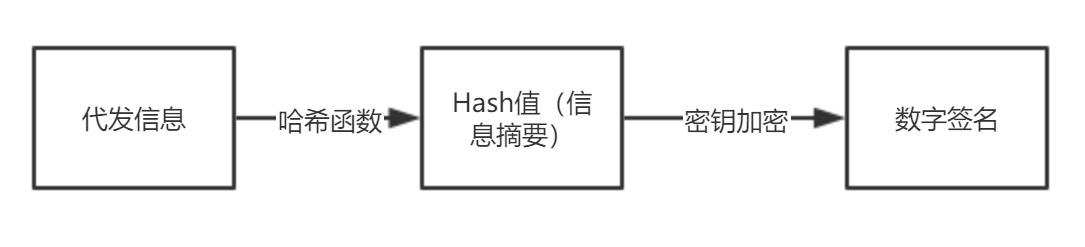 代发信息
哈希函数
Hash值（信
息摘要）
密钥加密
数字签名